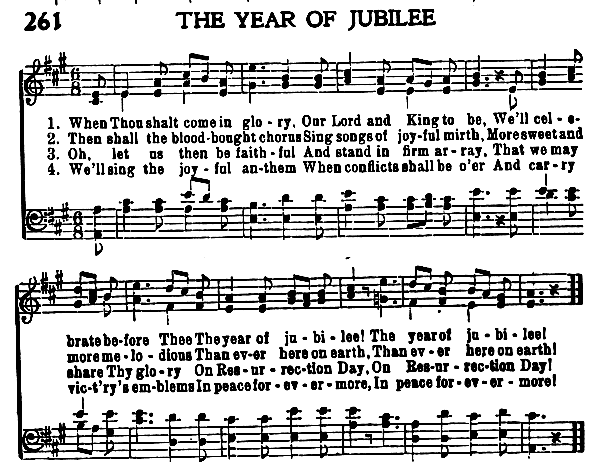 261 THE YEAR OF JUBILEE
1. When Thou shalt come in glo - ry, Our Lord and King to be, We'll cel - e-
2. Then shall the blood-bought chorus Sing songs of joy-ful mirth, More sweet and
3. Oh, let us then be faith - ful And stand in firm ar - ray, That we may
4. We'll sing the joy - ful an-them When conflicts shall be o'er And car - ry
brate be-fore Thee The year of ju - bi - lee! The year of ju - bi - lee!
more me - lo - dious Than ev-er here on earth, Than ev - er here on earth!
share Thy glo - ry On Res - ur - rec-tion Day, On Res-ur - rec-tion Day!
vic-t'ry's em-blems In peace for - ev - er - more, In peace for-ev - er - more!